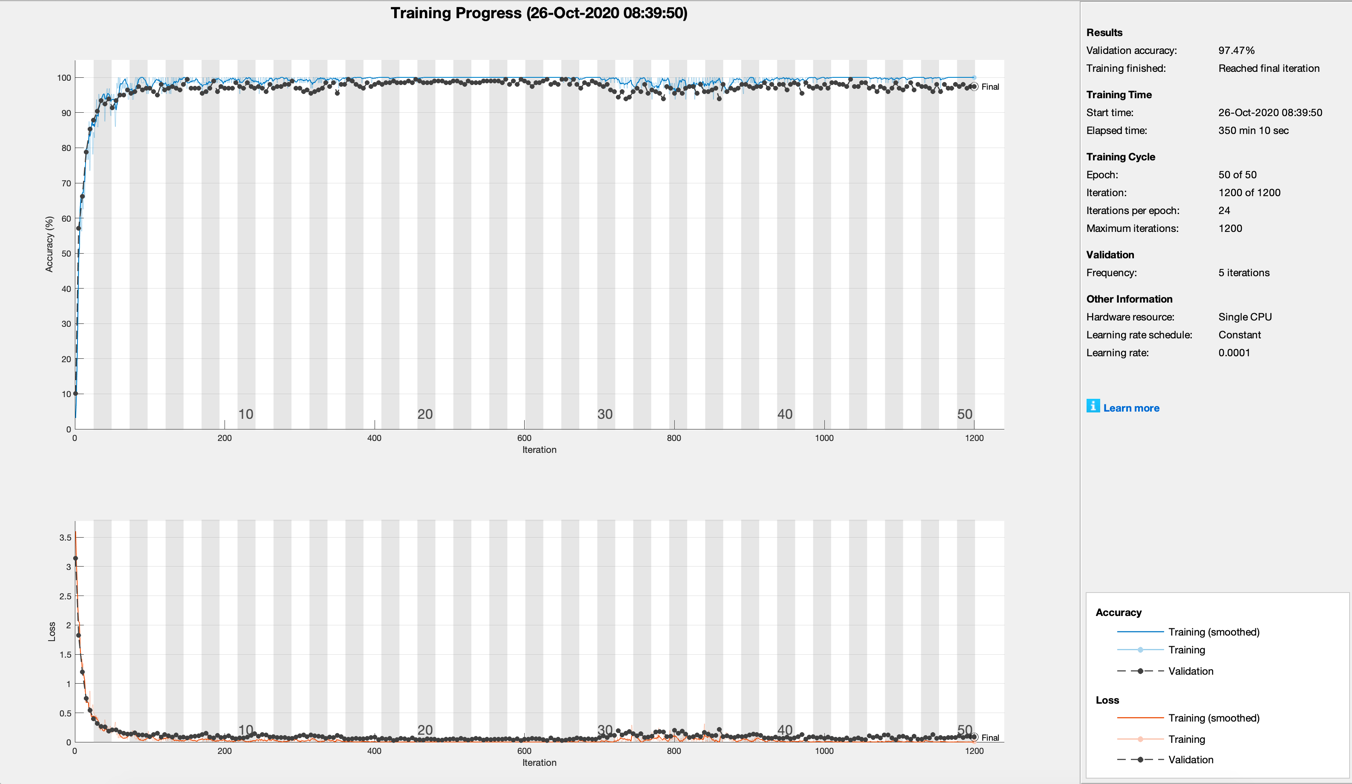 Training Progress (26-Oct-2020 08:39:50)
100
90
80
70
60
50
40
30
20
10
0
Accuracy (%)
Final
10 20 30 40 50
0 200 400 600 800 1000 1200
Iteration
3.5
3
2.5
2
1.5
1
0.5
0
Loss
Final
10 20 30 40 50
0 200 400 600 800 1000 1200
Iteration
Results
Validation accuracy: 97.47%
Training finished: Reached final iteration
Training Time
Start time: 26-Oct-2020 08:39:50
Elapsed time: 350 min 10 sec
Training Cycle
Epoch: 50 of 50
Iteration: 1200 of 1200
Iterations per epoch: 24
Maximum iterations: 1200
Validation
Frequency: 5 iterations
Other Information
Hardware resource: Single CPU
Learning rate schedule: Constant
Learning rate: 0.0001
i Learn more
Accuracy
Training (smoothed)
Training
Validation
Loss
Training (smoothed)
Training
Validation